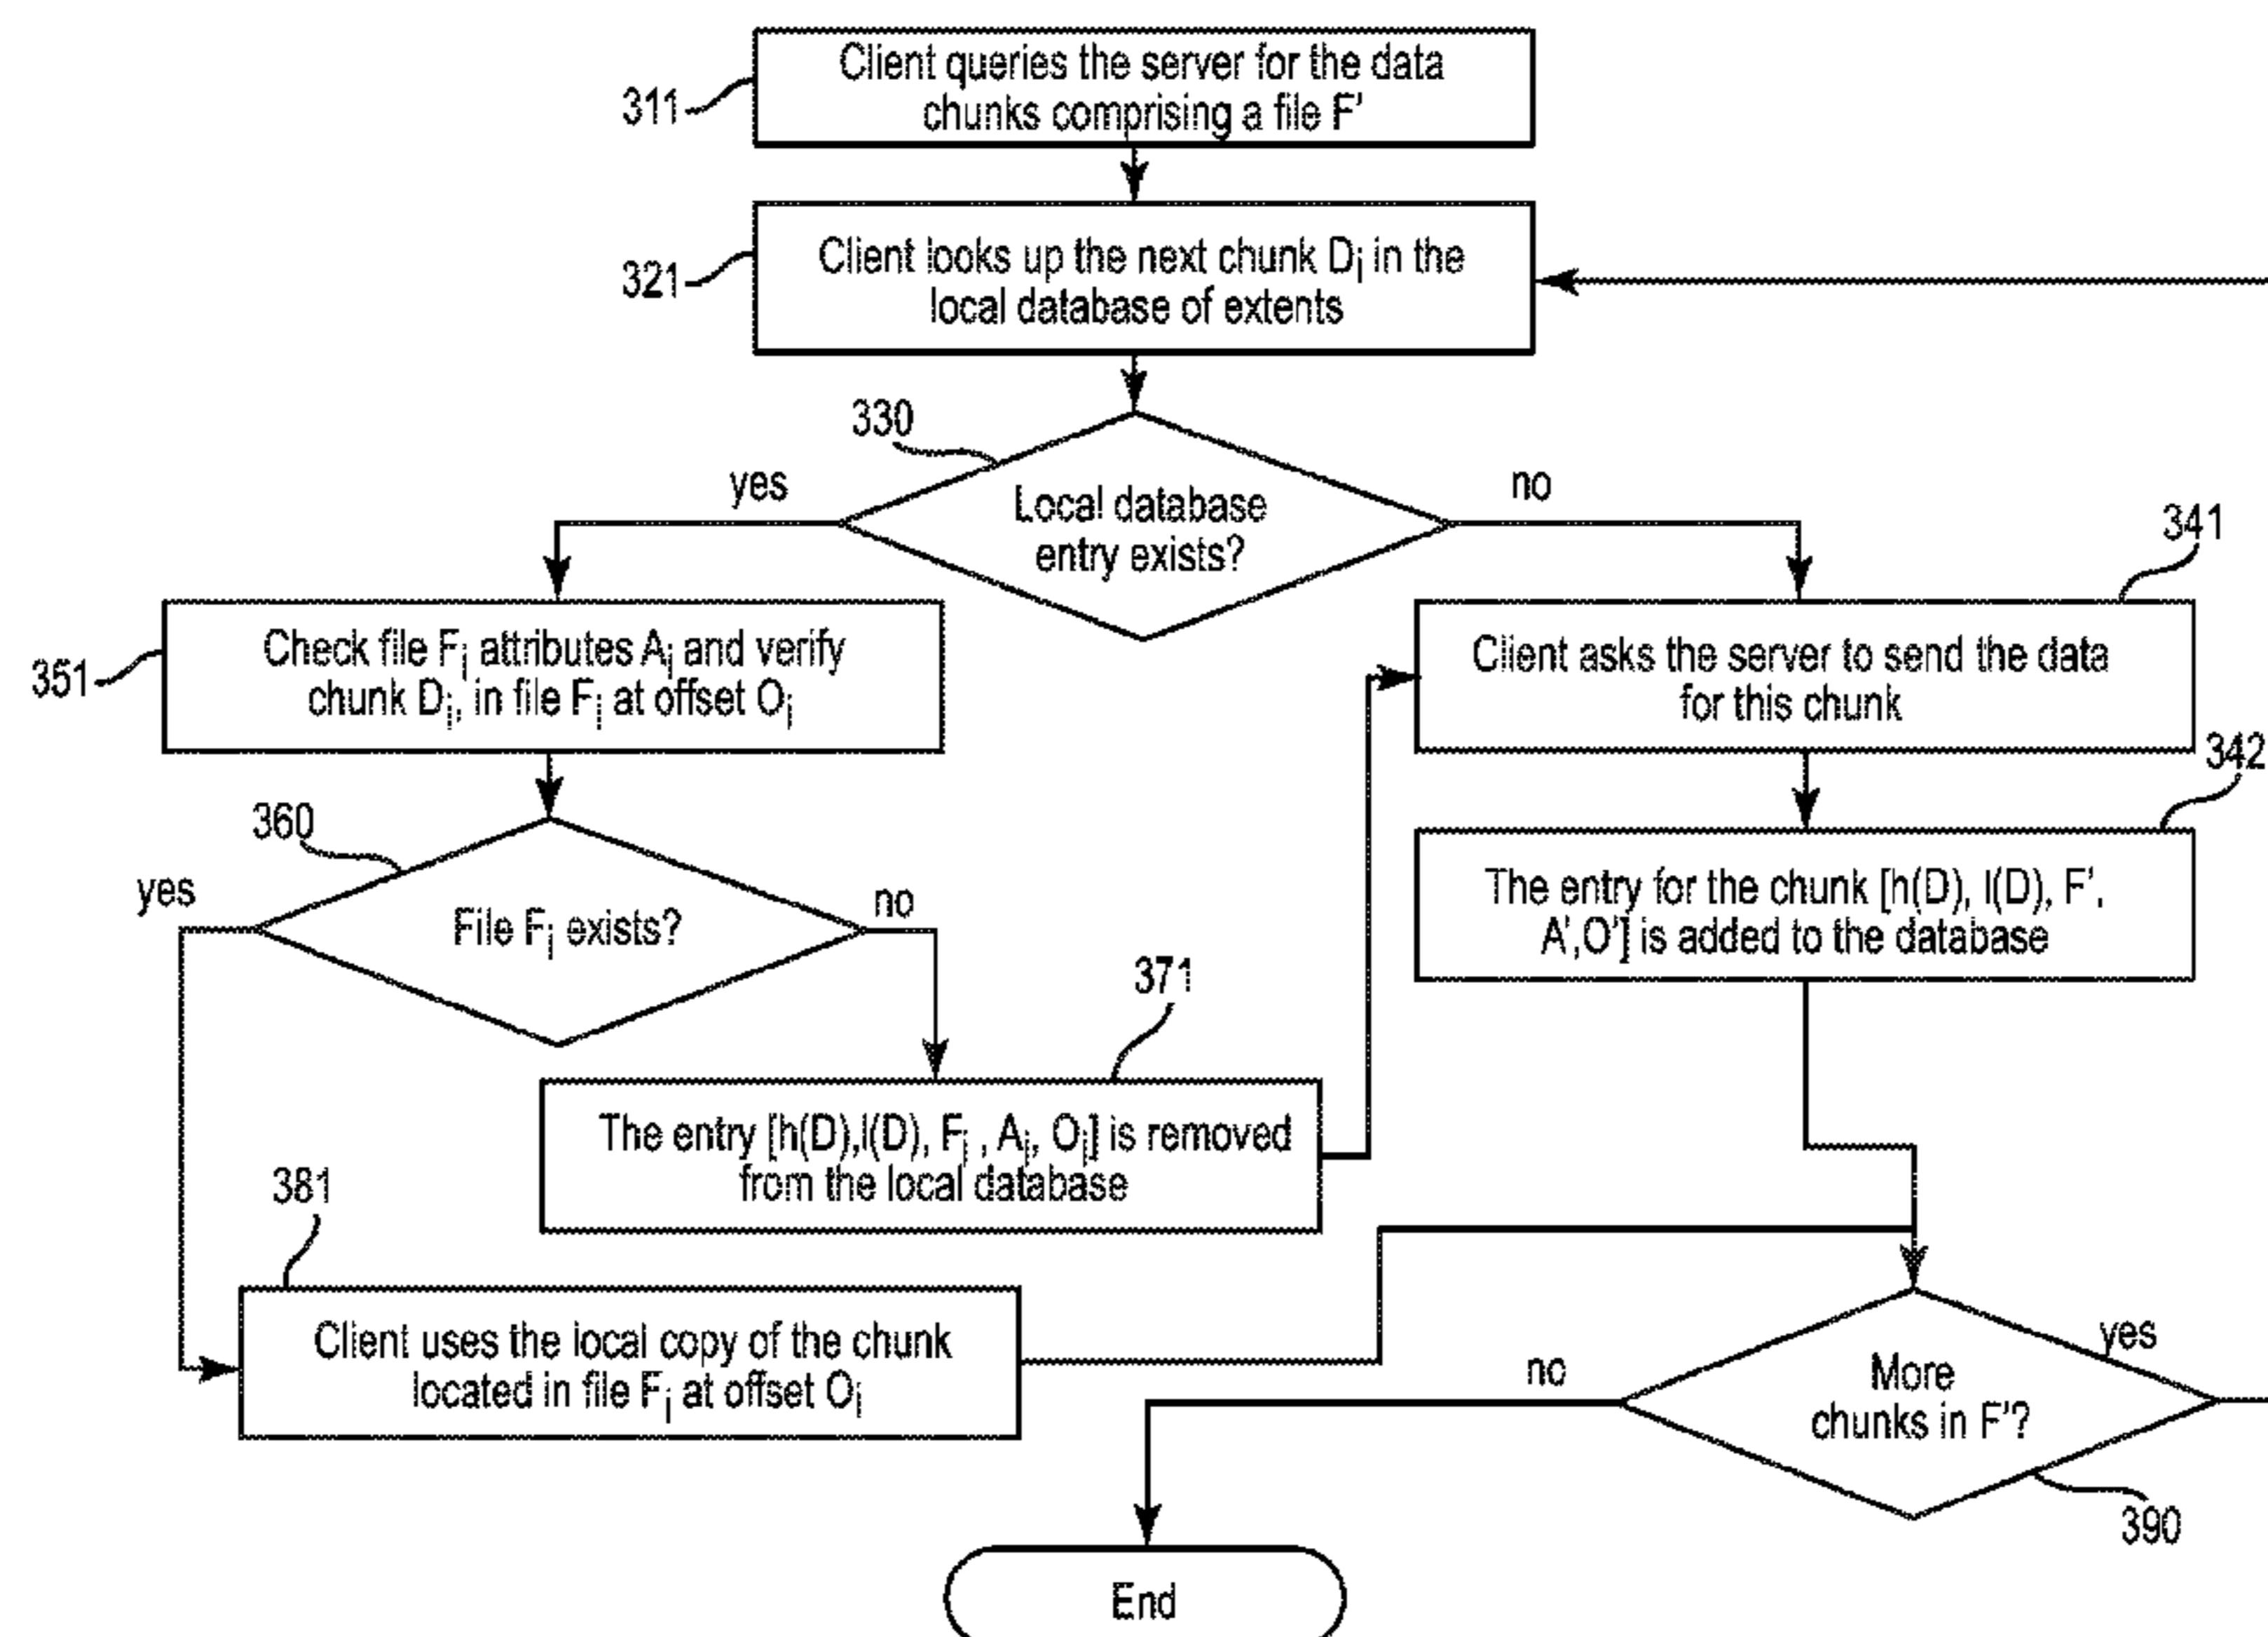 Client queries the server for the data
chunks comprising a file F'
311
Client looks up the next chunk Di in the
local database of extents
321
330
yes
no
Local database
entry exists?
341
Check file Fj attributes Aj and verify
chunk Di, in file Fj at offset Oj
351
Client asks the server to send the data
for this chunk
342
360
yes
no
File Fj exists?
The entry for the chunk [h(D), l(D), F',
A',O'] is added to the database
371
The entry [h(D),l(D), Fj , Aj, Oj] is removed
from the local database
381
Client uses the local copy of the chunk
located in file Fj at offset Oj
no
yes
More
chunks in F'?
390
End